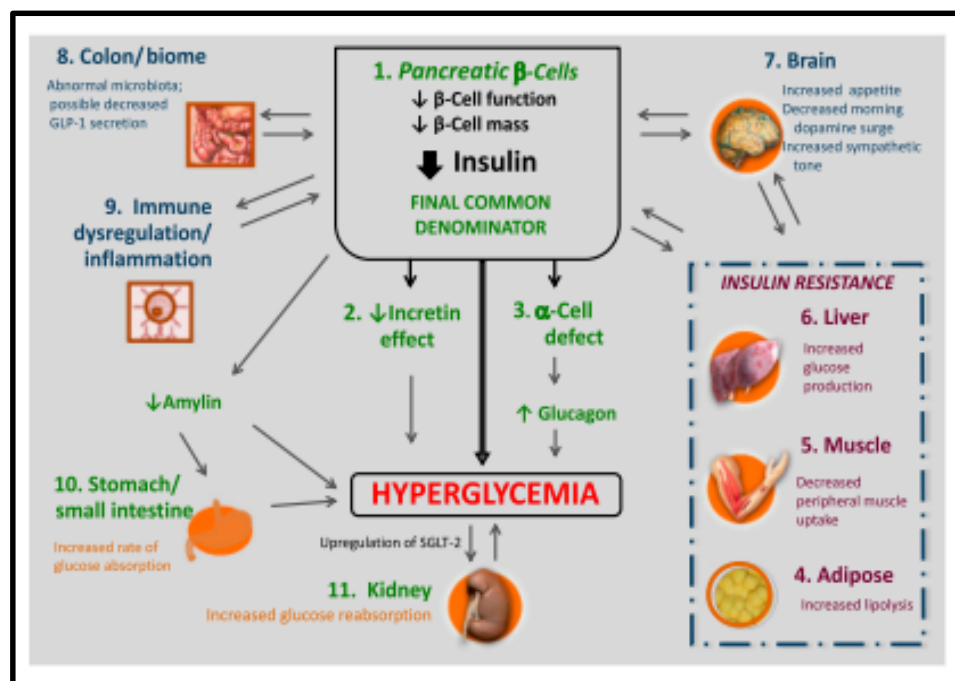 8. Colon/biome
Abnormal microbiota;
possible decreased
GLP-1 secretion
1. Pancreatic β-Cells
↓ β-Cell function
↓ β-Cell mass
↓ Insulin
FINAL COMMON
DENOMINATOR
7. Brain
Increased appetite
Decreased morning
dopamine surge
Increased sympathetic
tone
9. Immune
dysregulation/
inflammation
2. ↓Incretin
effect
3. α-Cell
defect
↑ Glucagon
INSULIN RESISTANCE
6. Liver
Increased
glucose
production
5. Muscle
Decreased
peripheral muscle
uptake
4. Adipose
Increased lipolysis
↓Amylin
10. Stomach/
small intestine
Increased rate of
glucose absorption
HYPERGLYCEMIA
Upregulation of SGLT-2
11. Kidney
Increased glucose reabsorption